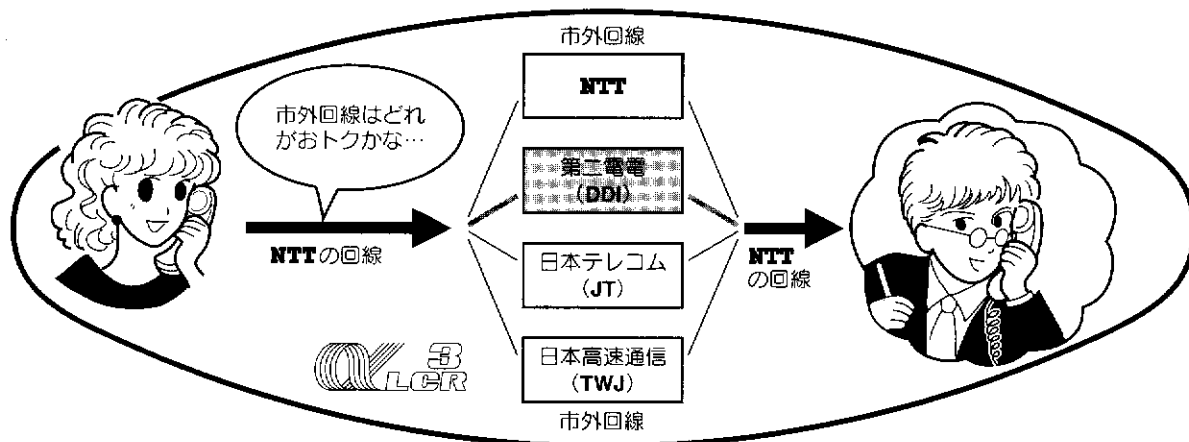 市外回線
NTT
市外回線はどれ
がおトクかな…
第二電電
(DDI)
NTTの回線
日本テレコム
(JT)
NTT
の回線
日本高速通信
(TWJ)
市外回線
αLCR3